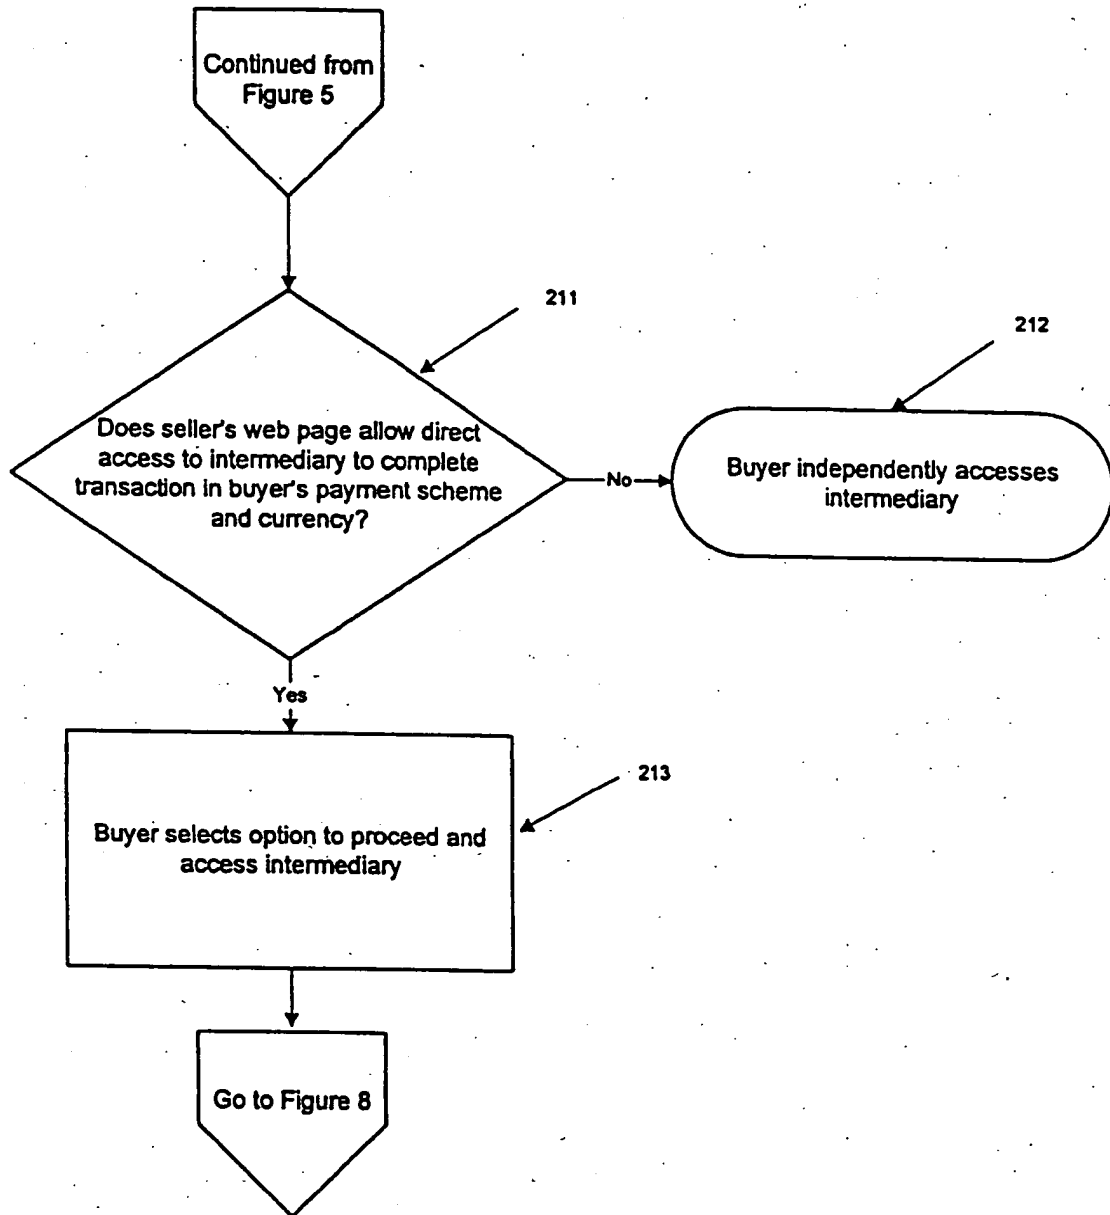 Continued from
Figure 5
211
212
Does seller's web page allow direct
access to intermediary to complete
transaction in buyer's payment scheme
and currency?
No
Buyer independently accesses
intermediary
Yes
213
Buyer selects option to proceed and
access intermediary
Go to Figure 8